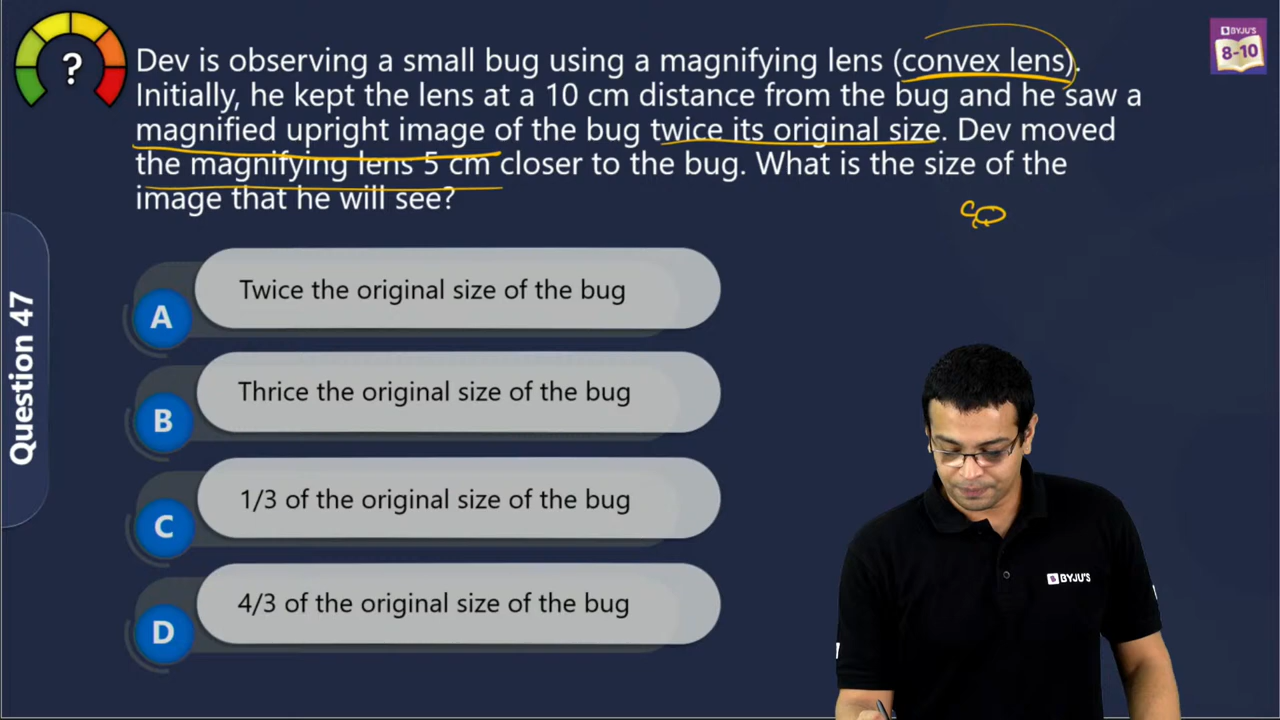 ?
Dev is observing a small bug using a magnifying lens (convex lens).
Initially, he kept the lens at a 10 cm distance from the bug and he saw a
magnified upright image of the bug twice its original size. Dev moved
the magnifying lens 5 cm closer to the bug. What is the size of the
image that he will see?
BYJU'S
8-10
Question 47
A
Twice the original size of the bug
B
Thrice the original size of the bug
C
1/3 of the original size of the bug
D
4/3 of the original size of the bug
BYJU'S